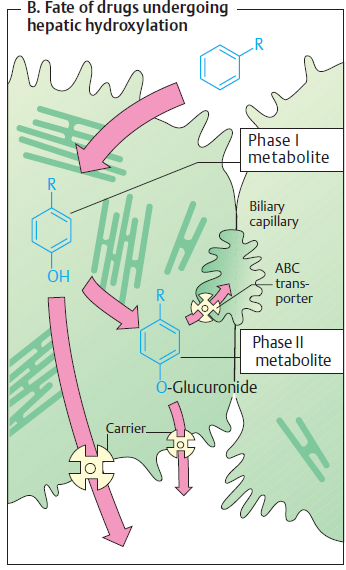 B. Fate of drugs undergoing
hepatic hydroxylation
R
Phase I
metabolite
R
OH
Biliary
capillary
ABC
trans-
porter
R
Phase II
metabolite
O-Glucuronide
Carrier